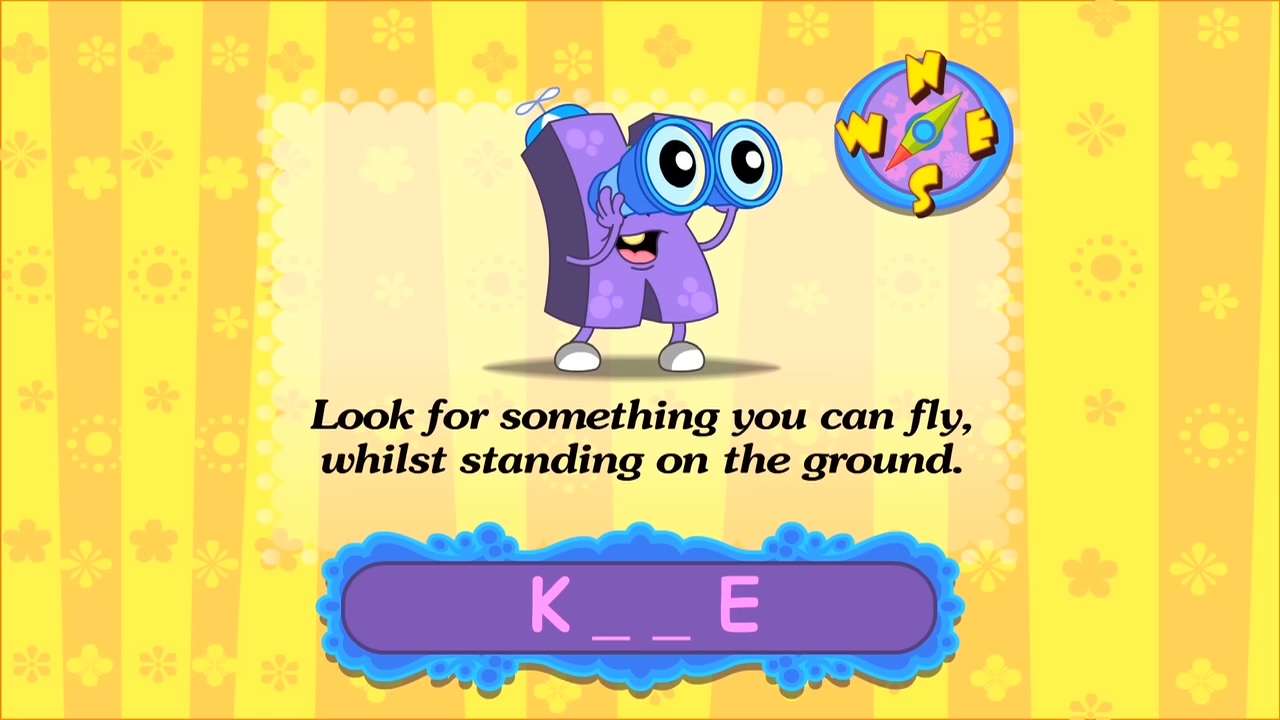 N
W E
S
Look for something you can fly,
whilst standing on the ground.
K _ _ E